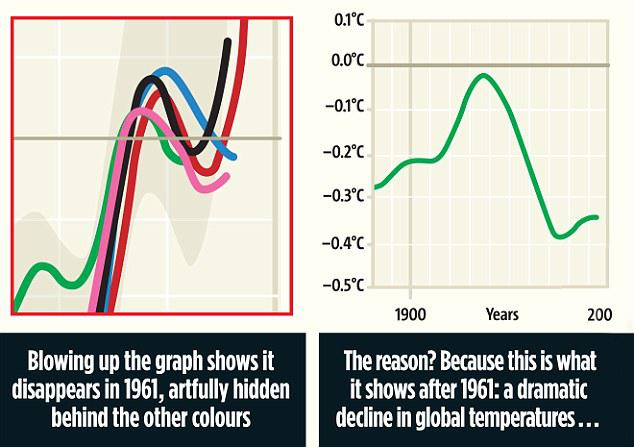 0.1°C
0.0°C
−0.1°C
−0.2°C
−0.3°C
−0.4°C
−0.5°C
1900 Years 200
Blowing up the graph shows it
disappears in 1961, artfully hidden
behind the other colours
The reason? Because this is what
it shows after 1961: a dramatic
decline in global temperatures ...